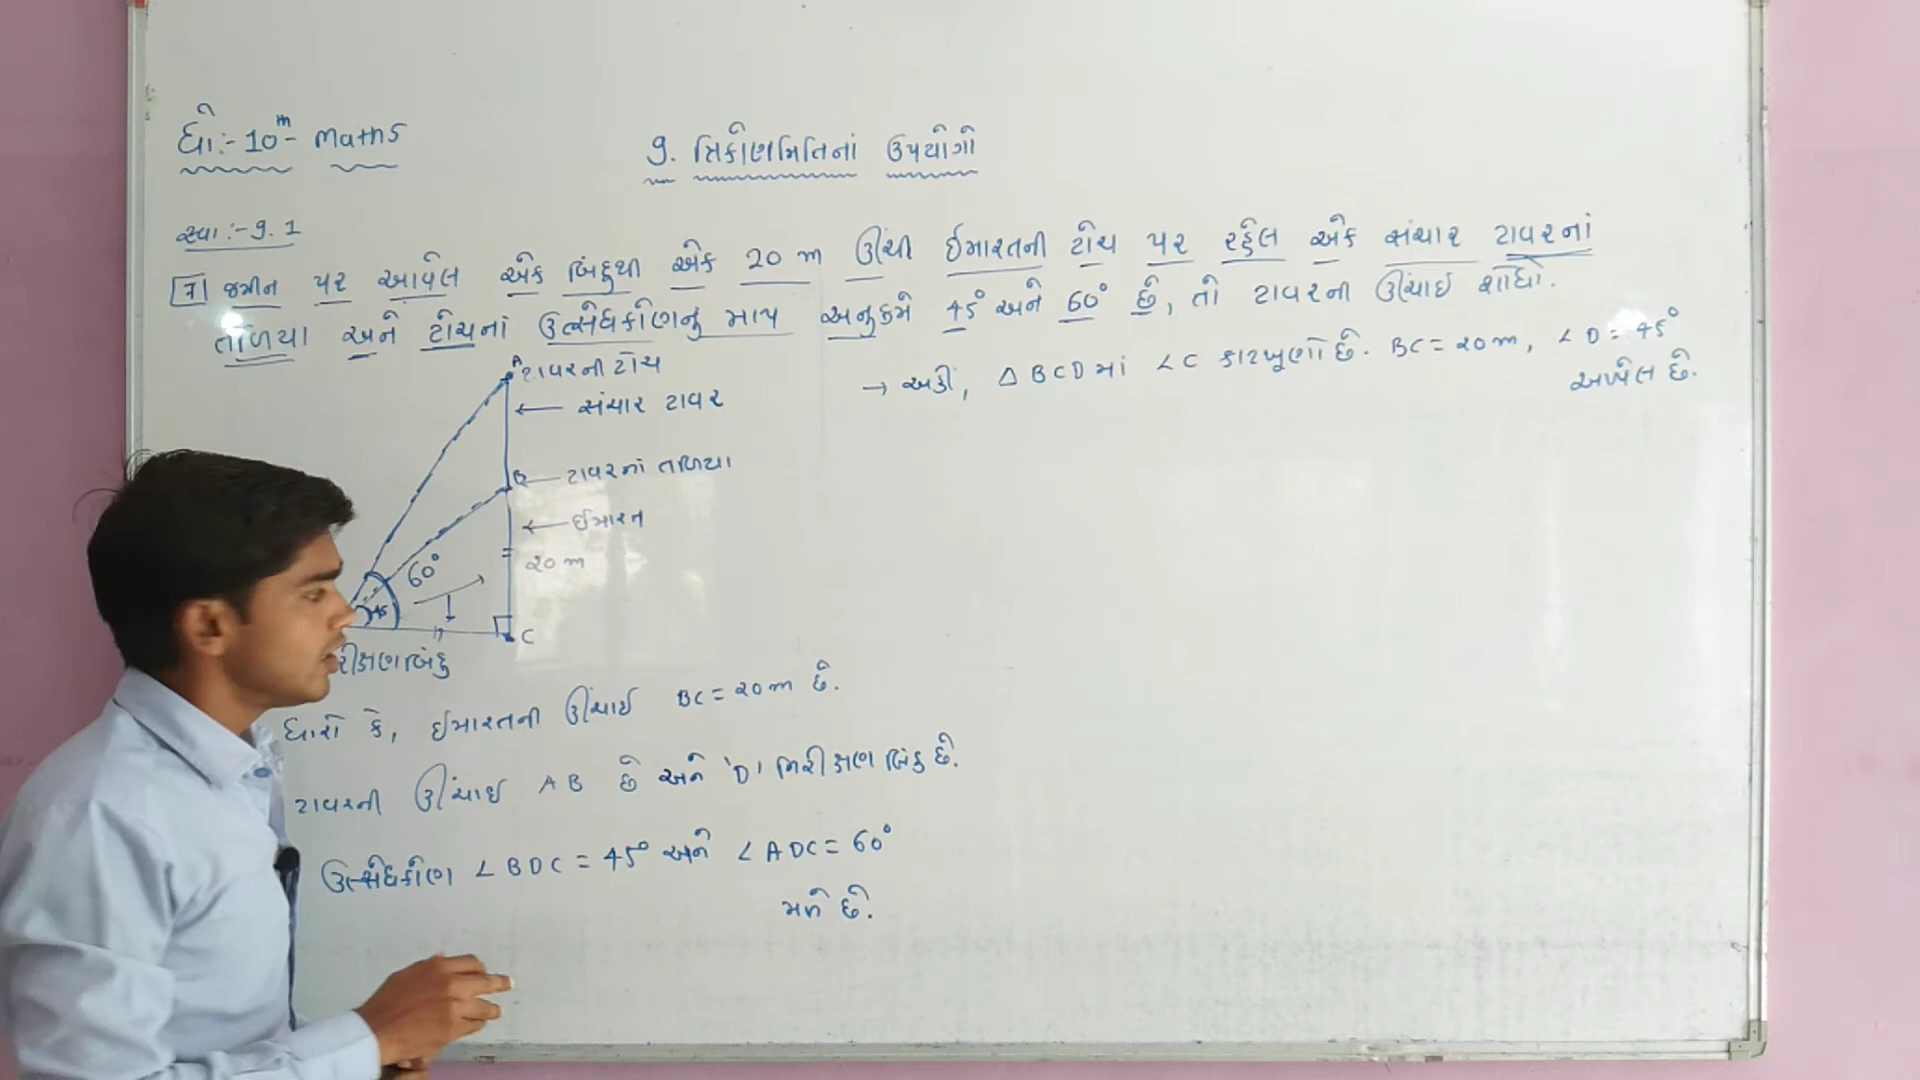 ધો:- 10th Maths
9. ત્રિકોણમિતિનાં ઉપયોગો
સ્વા:- 9.1
7 જમીન પર આવેલ એક બિંદુથી એક 20 m ઊંચી ઈમારતની ટોચ પર રહેલ એક સંચાર ટાવરનાં
તળિયા અને ટોચનાં ઉત્સેધકોણનું માપ અનુક્રમે 45° અને 60° છે, તો ટાવરની ઊંચાઈ શોધો.
A ટાવરની ટોચ
← સંચાર ટાવર
B ટાવરનાં તળિયા
← ઈમારત
20 m
60°
45
C
રીક્ષણબિંદુ
ધારો કે, ઈમારતની ઊંચાઈ BC = 20m છે.
ટાવરની ઊંચાઈ AB છે અને 'D' નિરીક્ષણ બિંદુ છે.
ઉત્સેધકોણ ∠BDC = 45° અને ∠ADC = 60°
મળે છે.
→ અહી, △ BCD માં ∠C કાટખૂણો છે. BC = 20 m, ∠D = 45°
આપેલ છે.